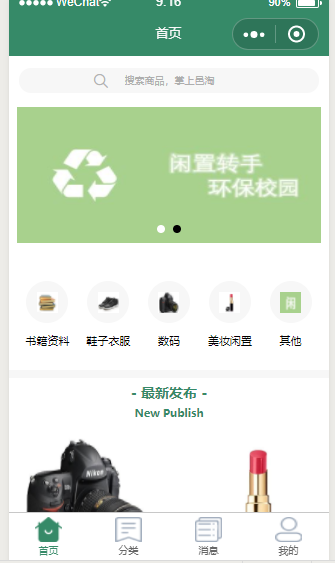 WeChat 9:16 90%
首页
搜索商品，掌上邑淘
闲置转手
环保校园
书籍资料 鞋子衣服 数码 美妆闲置 其他
闲
- 最新发布 -
New Publish
Nikon
首页 分类 消息 我的